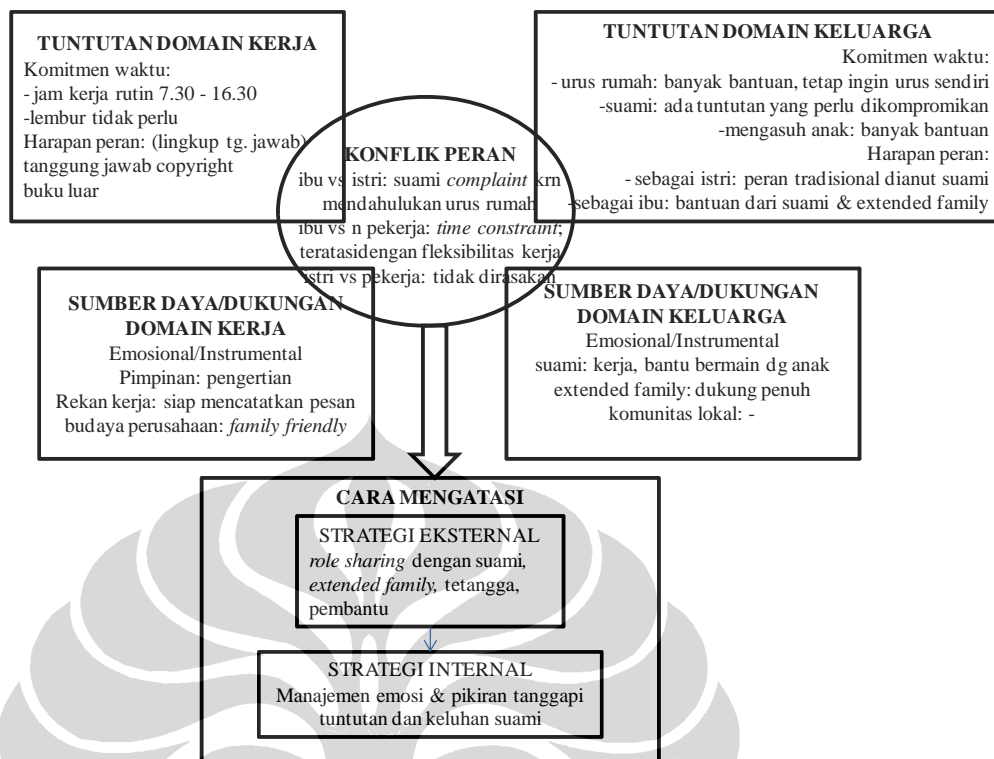 TUNTUTAN DOMAIN KERJA
Komitmen waktu:
- jam kerja rutin 7.30 - 16.30
-lembur tidak perlu
Harapan peran: (lingkup tg. jawab)
tanggung jawab copyright
buku luar
TUNTUTAN DOMAIN KELUARGA
Komitmen waktu:
- urus rumah: banyak bantuan, tetap ingin urus sendiri
-suami: ada tuntutan yang perlu dikompromikan
-mengasuh anak: banyak bantuan
Harapan peran:
- sebagai istri: peran tradisional dianut suami
-sebagai ibu: bantuan dari suami & extended family
KONFLIK PERAN
ibu vs istri: suami complaint krn
mendahulukan urus rumah
ibu vs n pekerja: time constraint;
teratasidengan fleksibilitas kerja
istri vs pekerja: tidak dirasakan
SUMBER DAYA/DUKUNGAN
DOMAIN KERJA
Emosional/Instrumental
Pimpinan: pengertian
Rekan kerja: siap mencatatkan pesan
budaya perusahaan: family friendly
SUMBER DAYA/DUKUNGAN
DOMAIN KELUARGA
Emosional/Instrumental
suami: kerja, bantu bermain dg anak
extended family: dukung penuh
komunitas lokal: -
CARA MENGATASI
STRATEGI EKSTERNAL
role sharing dengan suami,
extended family, tetangga,
pembantu
STRATEGI INTERNAL
Manajemen emosi & pikiran tanggapi
tuntutan dan keluhan suami